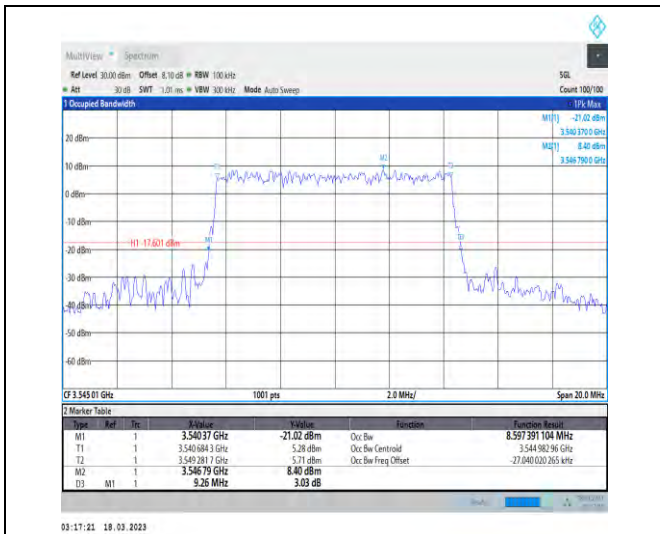 MultiView Spectrum
Ref Level 30.00 dBm Offset 8.10 dB RBW 100 kHz SGL
Att 30 dB SWT 1.01 ms VBW 300 kHz Mode Auto Sweep Count 100/100
1 Occupied Bandwidth 1Pk Max
M1[1] -21.02 dBm
3.540 370 0 GHz
20 dBm
M2[1] 8.40 dBm
3.546 790 0 GHz
10 dBm
M2
T2
0 dBm
-10 dBm
H1 -17.601 dBm
M1
D3
-20 dBm
-30 dBm
-40 dBm
-50 dBm
-60 dBm
CF 3.545 01 GHz 1001 pts 2.0 MHz/ Span 20.0 MHz
2 Marker Table
Type Ref Trc X-Value Y-Value Function Function Result
M1 1 3.540 37 GHz -21.02 dBm Occ Bw 8.597 391 104 MHz
T1 1 3.540 684 3 GHz 5.28 dBm Occ Bw Centroid 3.544 982 96 GHz
T2 1 3.549 281 7 GHz 5.71 dBm Occ Bw Freq Offset -27.040 020 265 kHz
M2 1 3.546 79 GHz 8.40 dBm
D3 M1 1 9.26 MHz 3.03 dB
03:17:21 18.03.2023